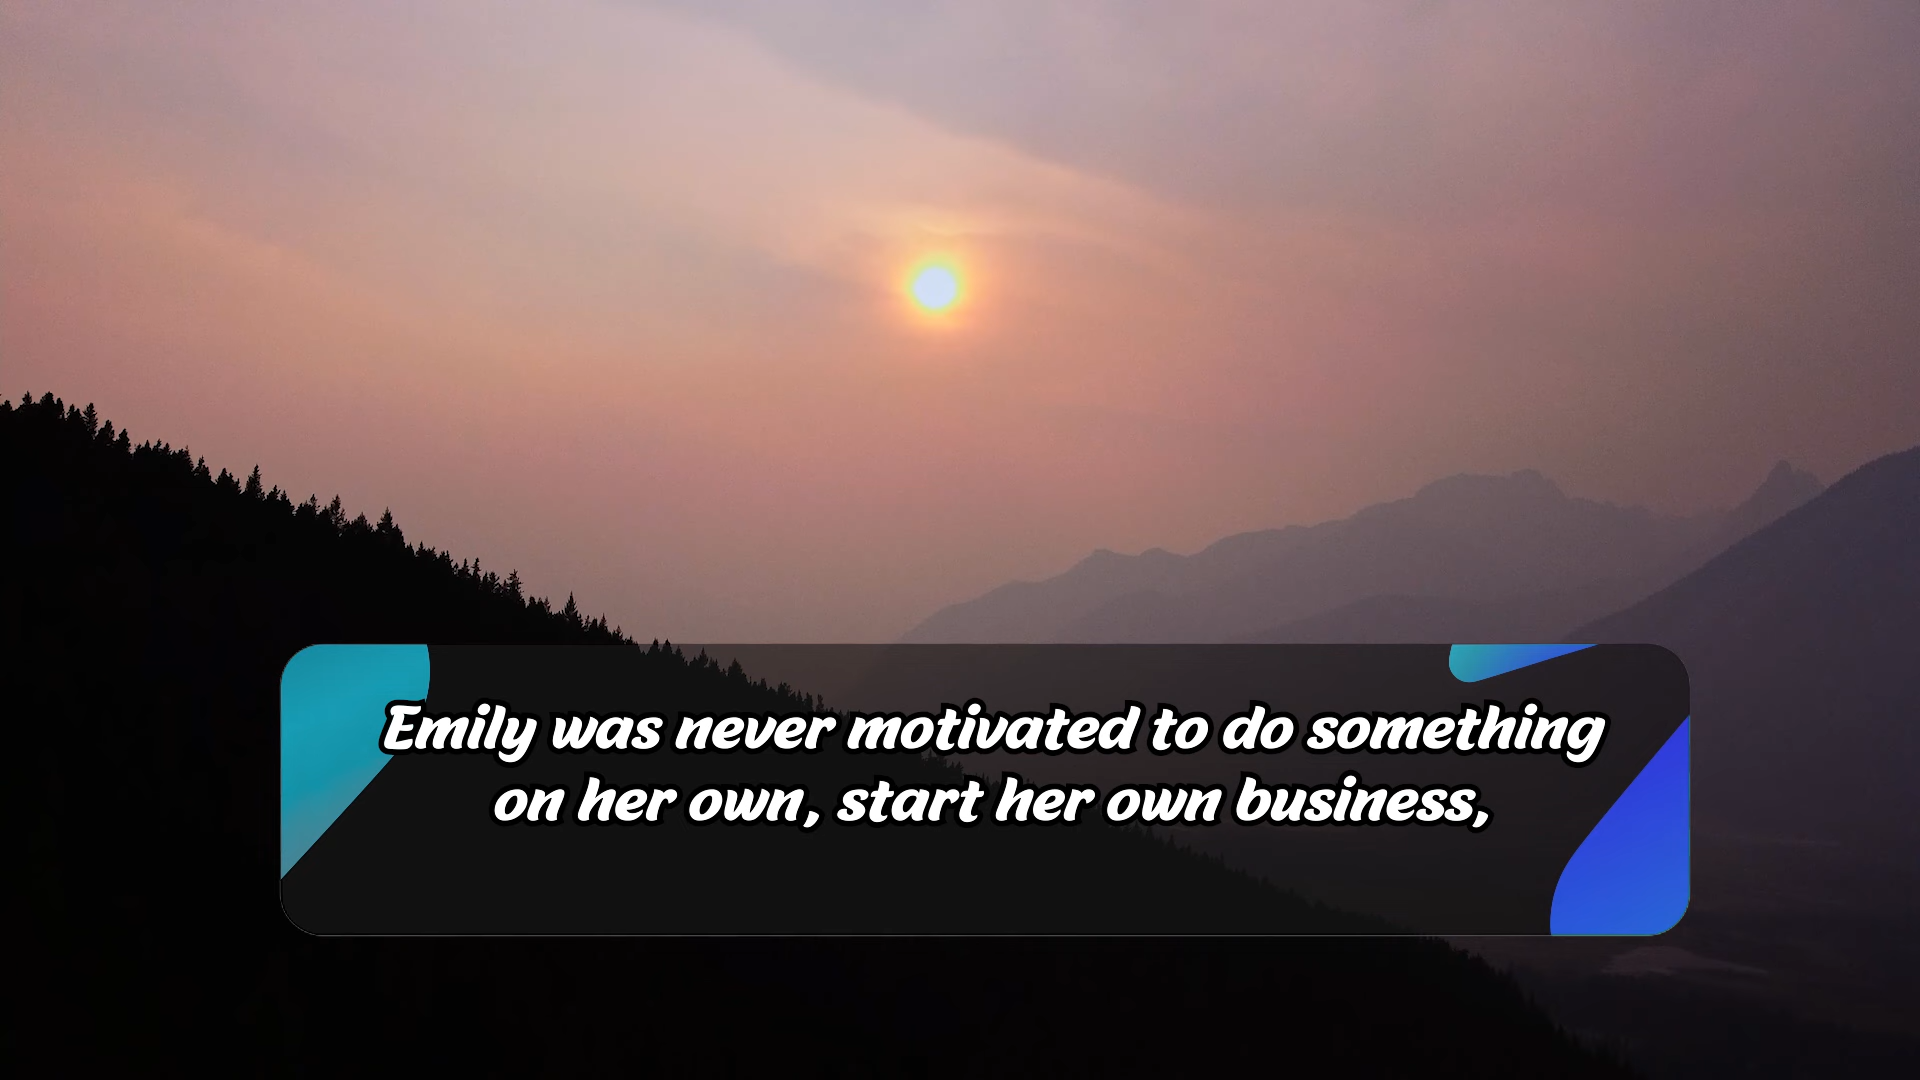 Emily was never motivated to do something
on her own, start her own business,